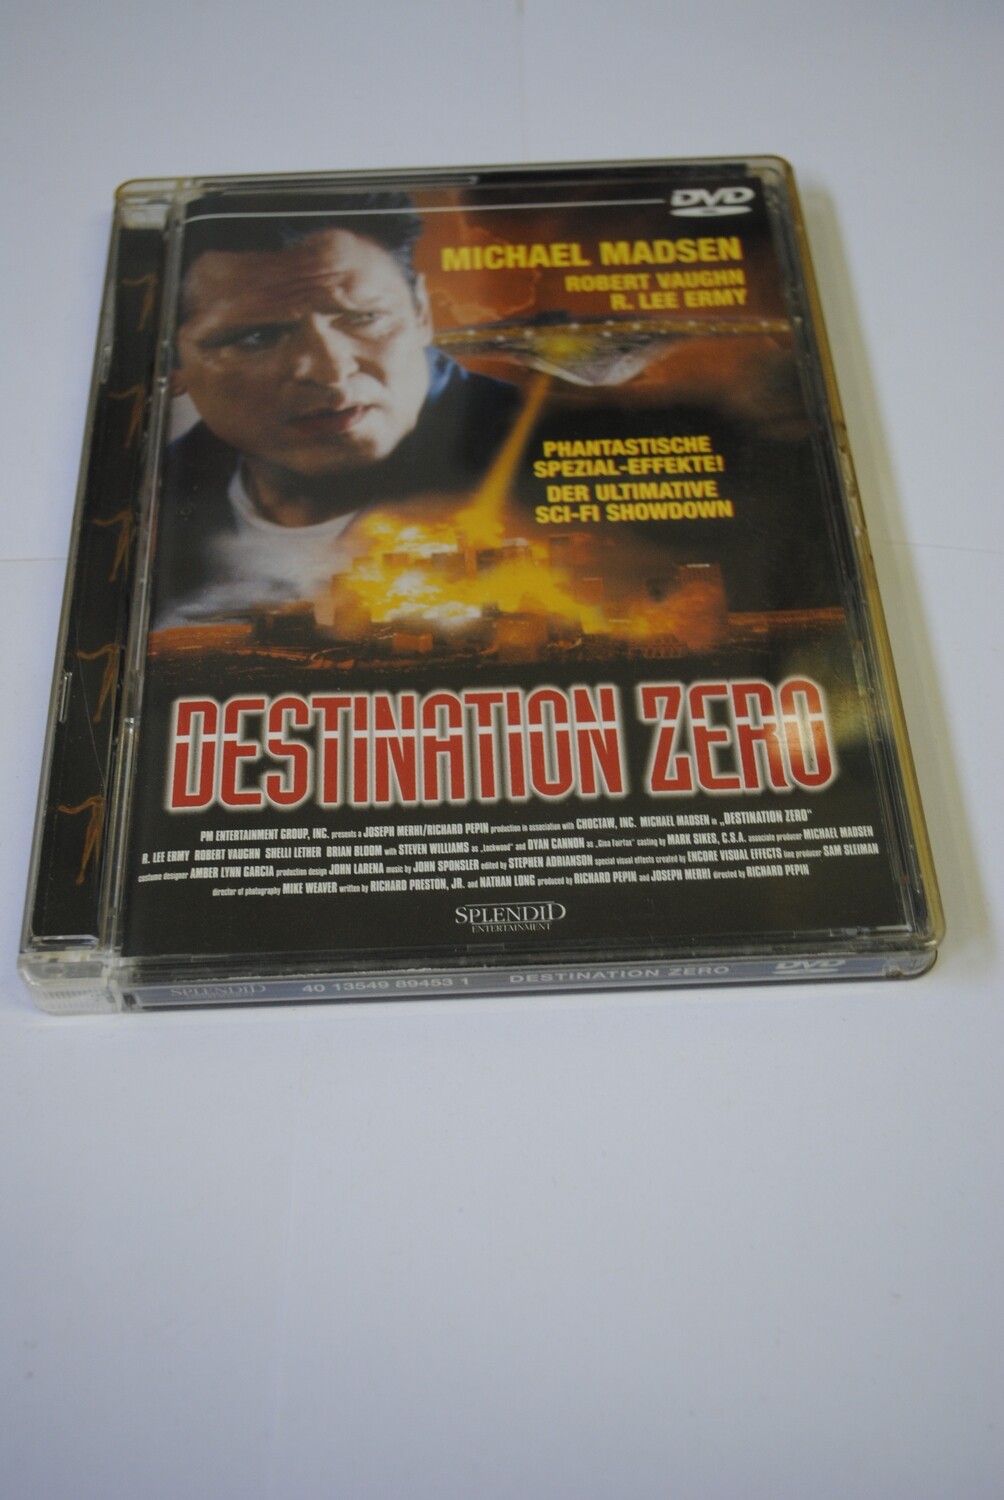 DVD
MICHAEL MADSEN
ROBERT VAUGHN
R. LEE ERMY
PHANTASTISCHE
SPEZIAL-EFFEKTE!
DER ULTIMATIVE
SCI-FI SHOWDOWN
DESTINATION ZERO
PM ENTERTAINMENT GROUP, INC. presents a JOSEPH MERHI/RICHARD PEPIN production in association with CHOCTAW, INC. MICHAEL MADSEN in „DESTINATION ZERO"
R. LEE ERMY ROBERT VAUGHN SHELLI LETHER BRIAN BLOOM with STEVEN WILLIAMS as „Lockwood" and DYAN CANNON as „Gisa Fairfax" casting by MARK SIKES, C.S.A. associate producer MICHAEL MADSEN
costume designer AMBER LYNN GARCIA production design JOHN LARENA music by JOHN SPONSLER edited by STEPHEN ADRIANSON special visual effects created by ENCORE VISUAL EFFECTS line producer SAM SLEIMAN
director of photography MIKE WEAVER written by RICHARD PRESTON, JR. and NATHAN LONG produced by RICHARD PEPIN and JOSEPH MERHI directed by RICHARD PEPIN
SPLENDID
ENTERTAINMENT
SPLENDID 40 13549 89453 1 DESTINATION ZERO DVD